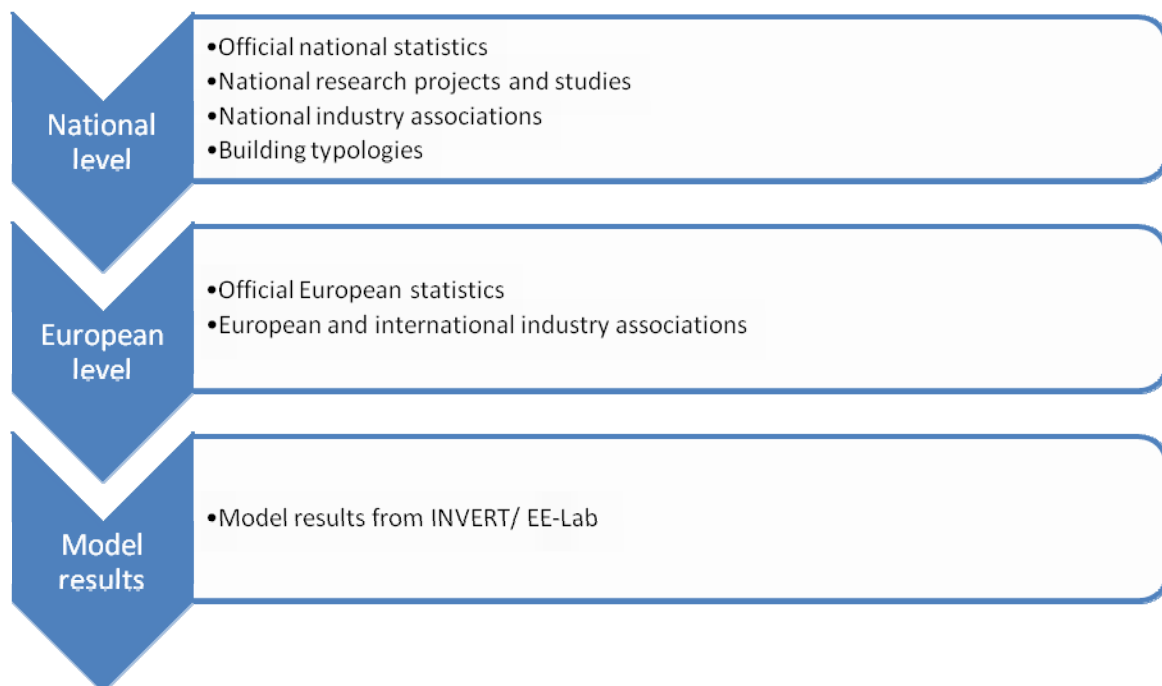 National
level
•Official national statistics
•National research projects and studies
•National industry associations
•Building typologies
European
level
•Official European statistics
•European and international industry associations
Model
results
•Model results from INVERT/ EE-Lab